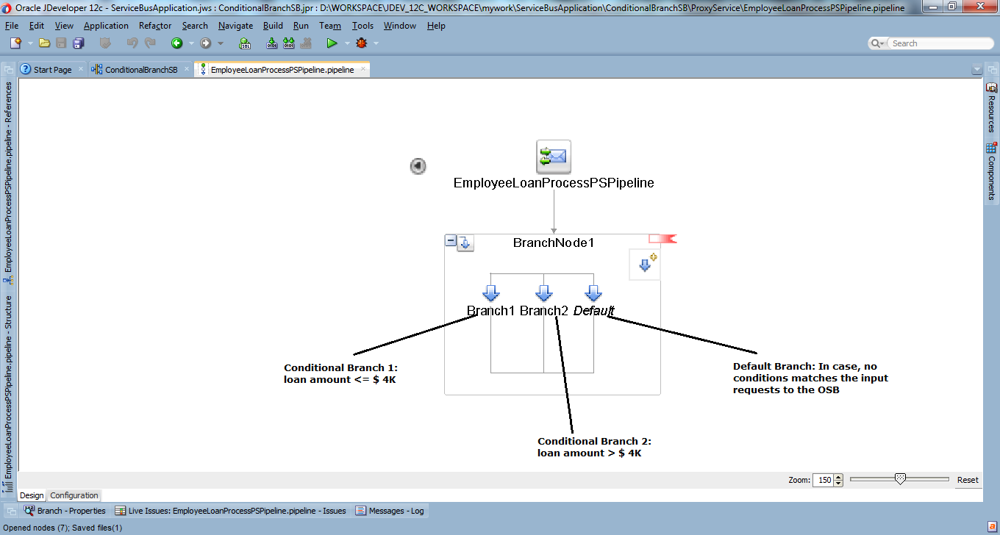 Oracle JDeveloper 12c - ServiceBusApplication.jws : ConditionalBranchSB.jpr : D:\WORKSPACE\JDEV_12C_WORKSPACE\mywork\ServiceBusApplication\ConditionalBranchSB\ProxyService\EmployeeLoanProcessPSPipeline.pipeline
File Edit View Application Refactor Search Navigate Build Run Team Tools Window Help
Search
Start Page ConditionalBranchSB EmployeeLoanProcessPSPipeline.pipeline
EmployeeLoanProcessPSPipeline.pipeline - References
EmployeeLoanProcessPSPipeline.pipeline - Structure
Resources
Components
EmployeeLoanProcessPSPipeline
BranchNode1
Branch1 Branch2 Default
Conditional Branch 1:
loan amount <= $ 4K
Default Branch: In case, no
conditions matches the input
requests to the OSB
Conditional Branch 2:
loan amount > $ 4K
Zoom: 150 Reset
Design Configuration
Branch - Properties Live Issues: EmployeeLoanProcessPSPipeline.pipeline - Issues Messages - Log
Opened nodes (7); Saved files(1)